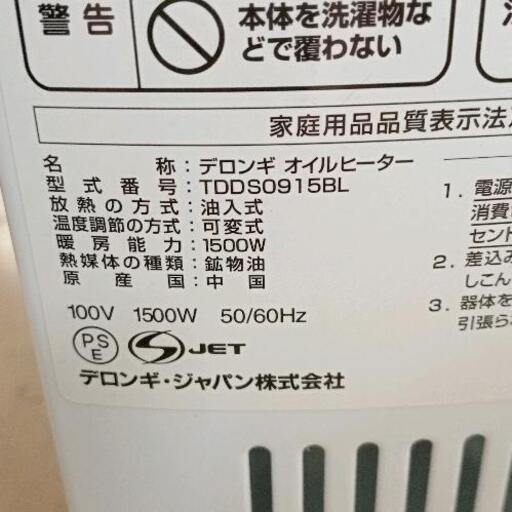 警告
本体を洗濯物な
どで覆わない
家庭用品品質表示法
名称：デロンギ オイルヒーター
型式番号：TDDS0915BL
放熱の方式：油入式
温度調節の方式：可変式
暖房能力：1500W
熱媒体の種類：鉱物油
原産国：中国
100V 1500W 50/60Hz
PS
E
JET
デロンギ・ジャパン株式会社
1. 電源
消費
セント
2. 差込み
しこん
3. 器体を
引張ら